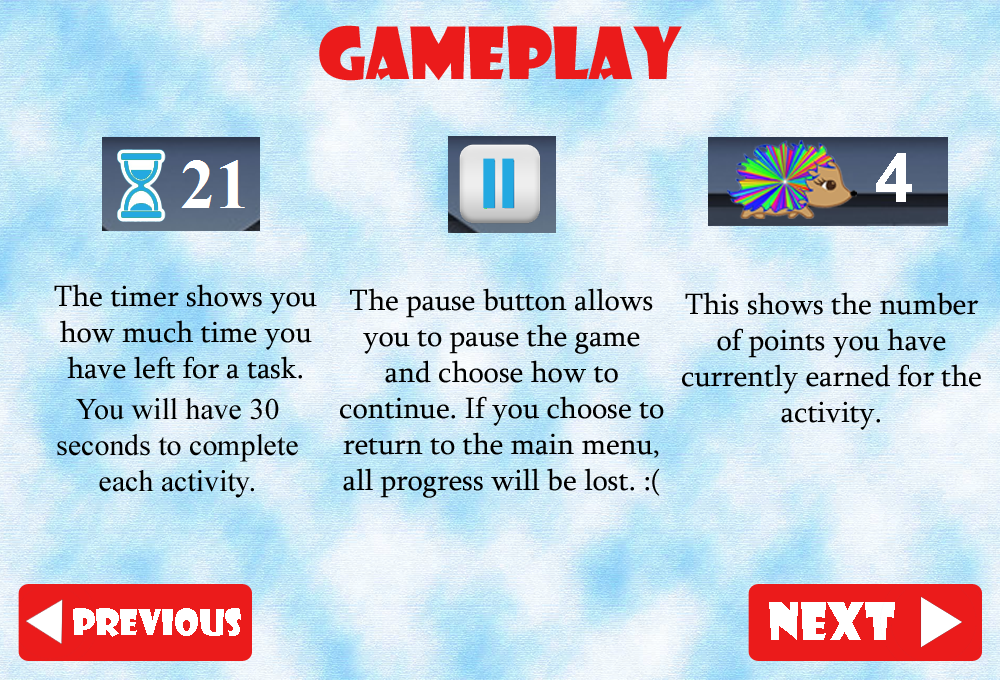 GAMEPLAY
21
4
The timer shows you
how much time you
have left for a task.
You will have 30
seconds to complete
each activity.
The pause button allows
you to pause the game
and choose how to
continue. If you choose to
return to the main menu,
all progress will be lost. :(
This shows the number
of points you have
currently earned for the
activity.
PREVIOUS
NEXT